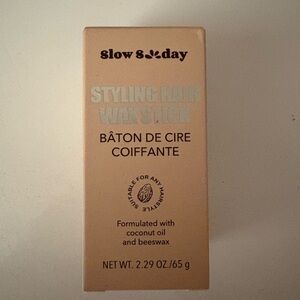 slow sunday
STYLING HAIR
WAX STICK
BÂTON DE CIRE
COIFFANTE
SUITABLE FOR ANY HAIRSTYLE
Formulated with
coconut oil
and beeswax
NET WT. 2.29 OZ./65 g